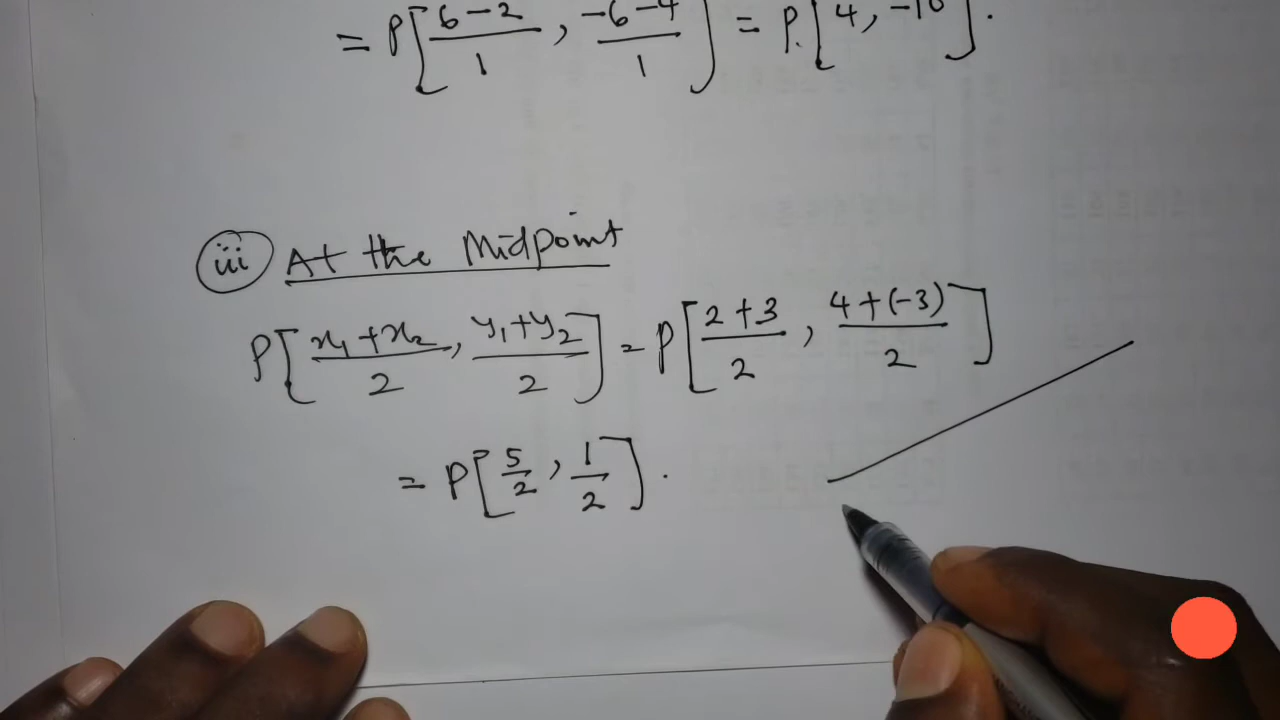 = P[6-2/1, -6-4/1] = P.[4, -10].
(iii) At the Midpoint
P[x₁+x₂/2, y₁+y₂/2] = P[2+3/2, 4+(-3)/2]
= P[5/2, 1/2].